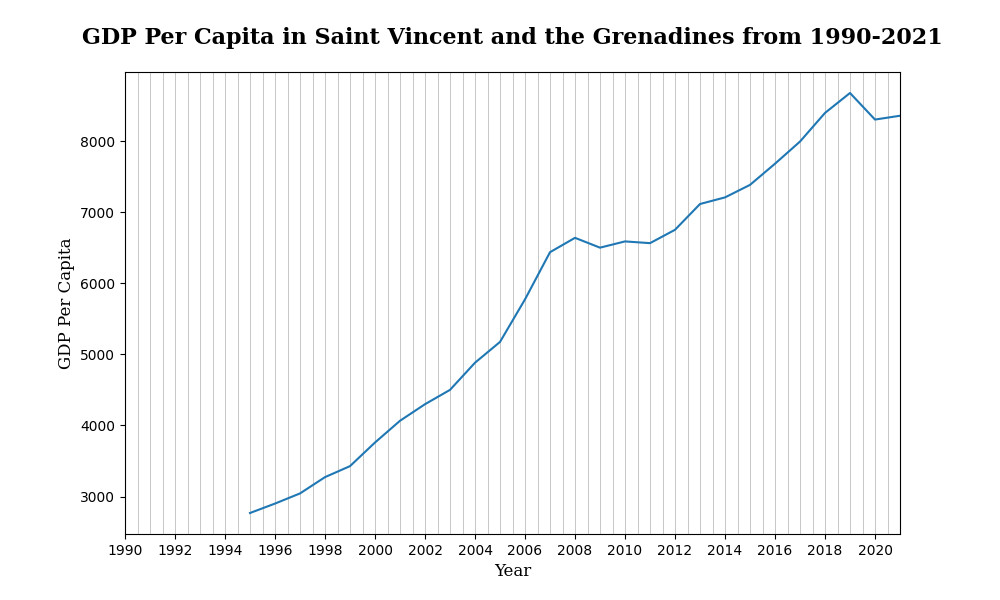 GDP Per Capita in Saint Vincent and the Grenadines from 1990-2021
GDP Per Capita
8000
7000
6000
5000
4000
3000
1990 1992 1994 1996 1998 2000 2002 2004 2006 2008 2010 2012 2014 2016 2018 2020
Year